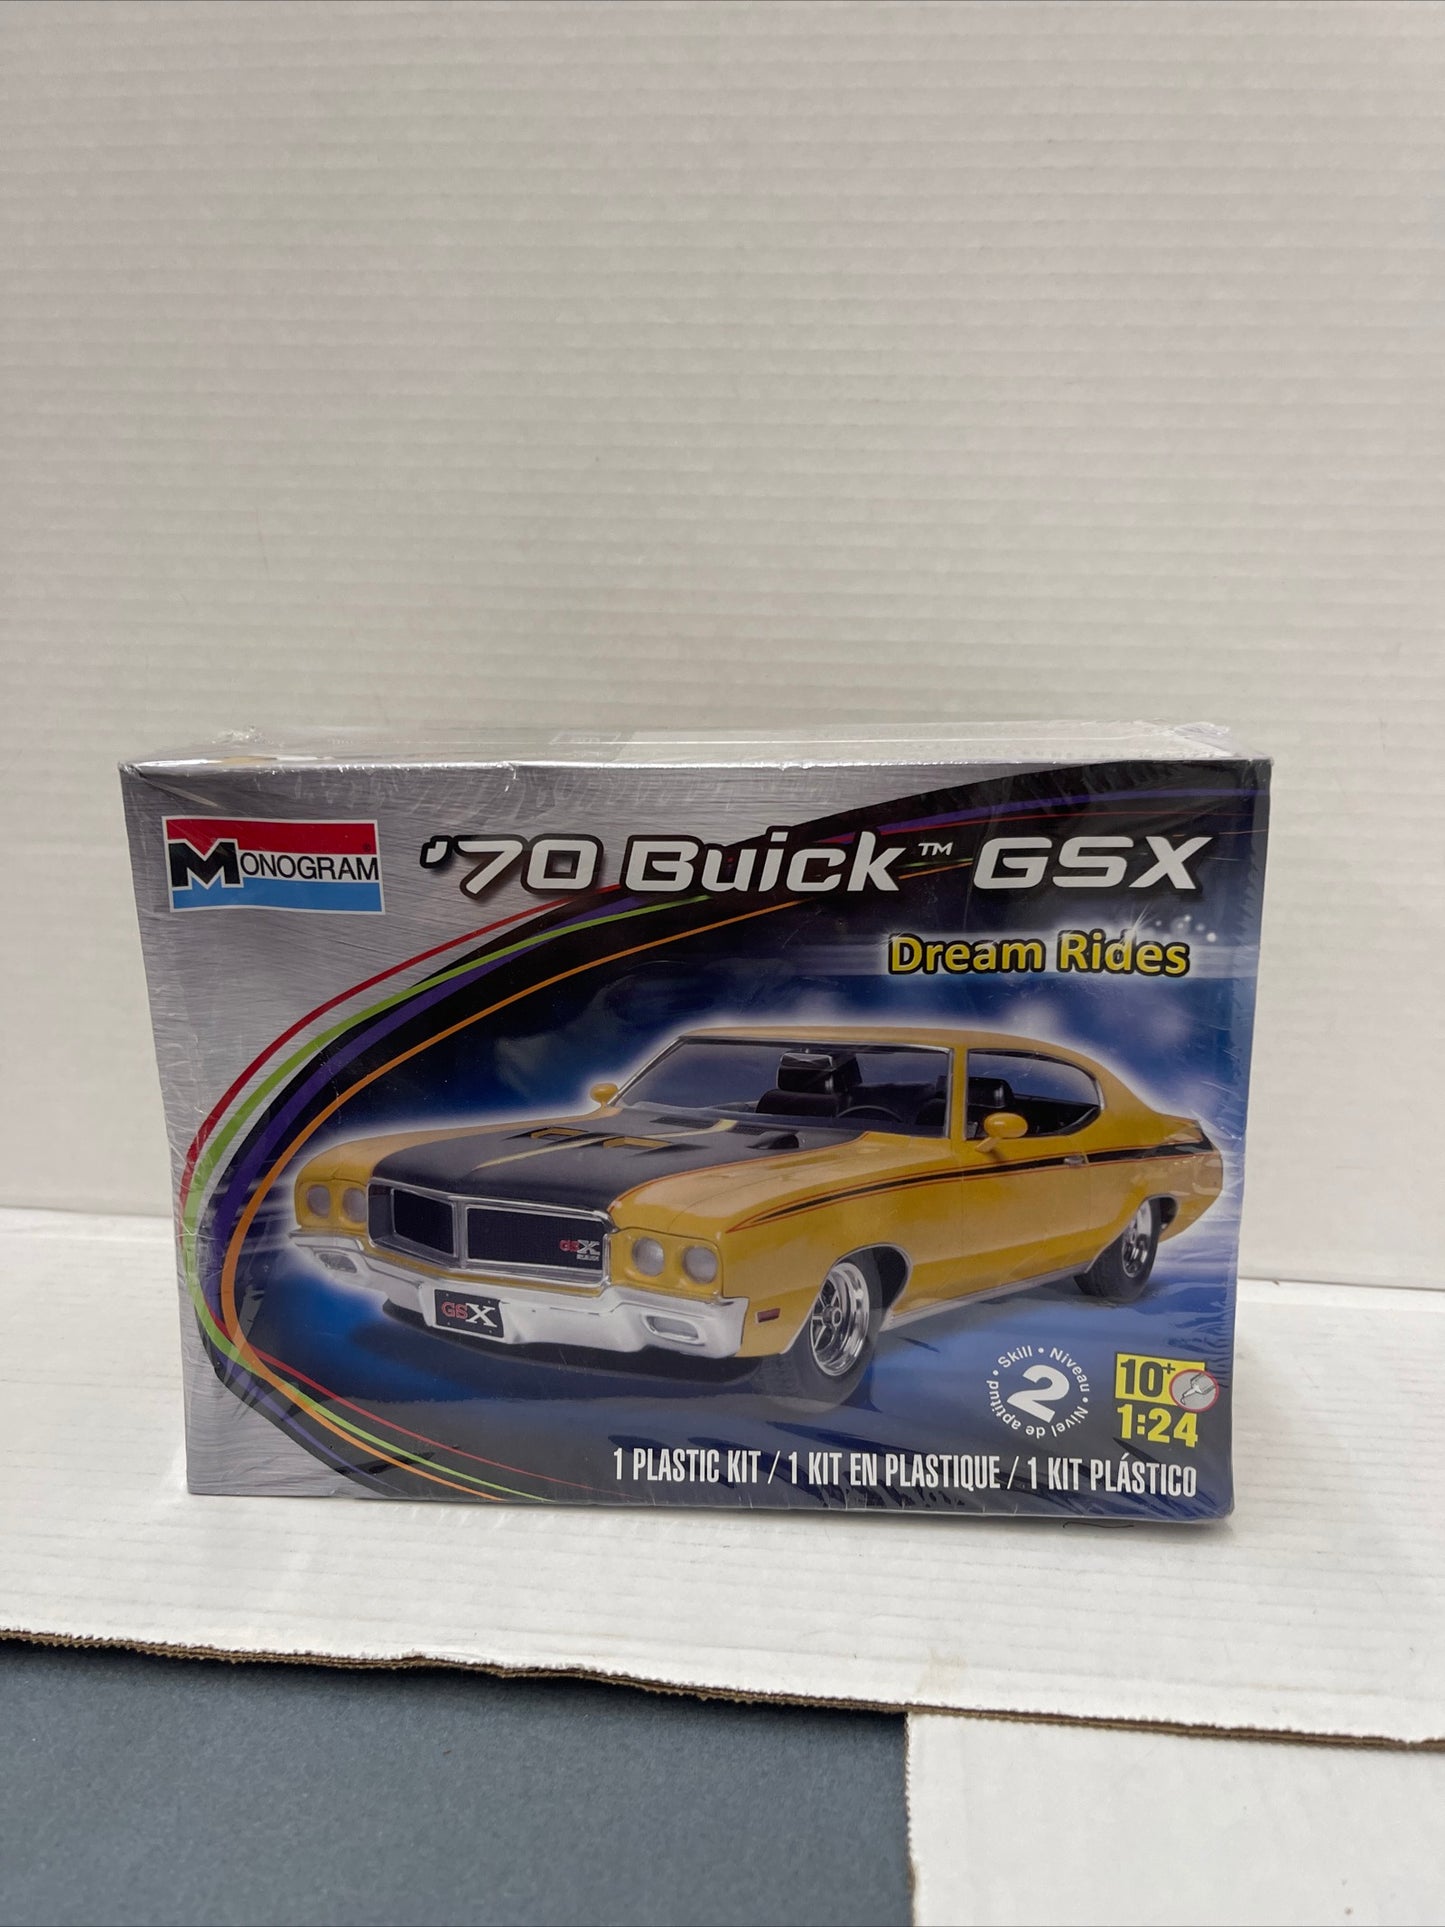 MONOGRAM®
'70 Buick™ GSX
Dream Rides
GSX
BUICK
GSX
Skill • Niveau • Nivel de aptitud •
2
10+
1:24
1 PLASTIC KIT / 1 KIT EN PLASTIQUE / 1 KIT PLÁSTICO